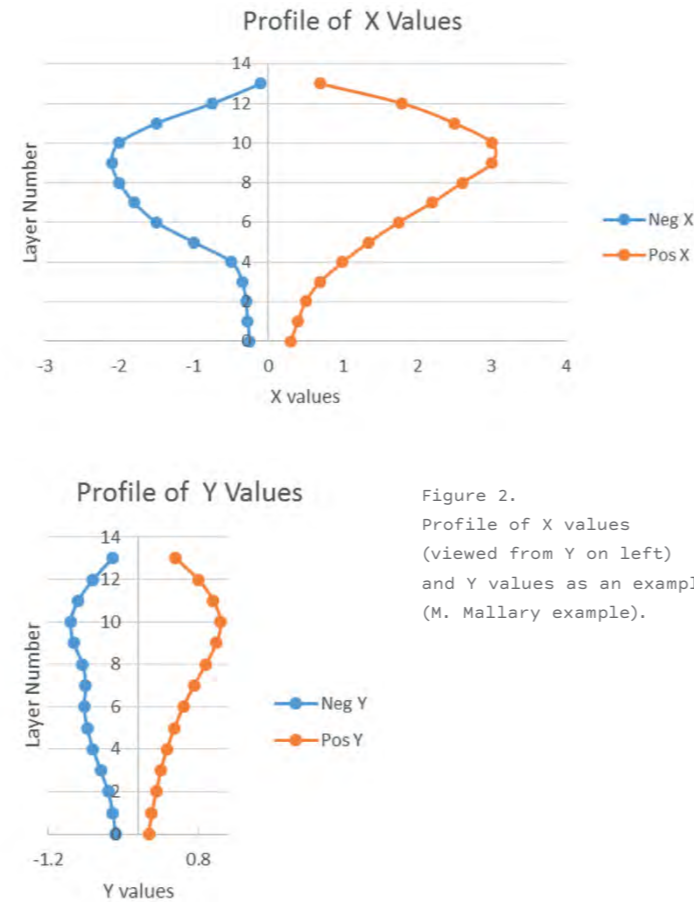 Profile of X Values
14
12
10
8
6
4
2
0
Layer Number
-3 -2 -1 0 1 2 3 4
X values
Neg X
Pos X
Profile of Y Values
14
12
10
8
6
4
2
0
Layer Number
-1.2 0.8
Y values
Neg Y
Pos Y
Figure 2.
Profile of X values
(viewed from Y on left)
and Y values as an exampl
(M. Mallary example).